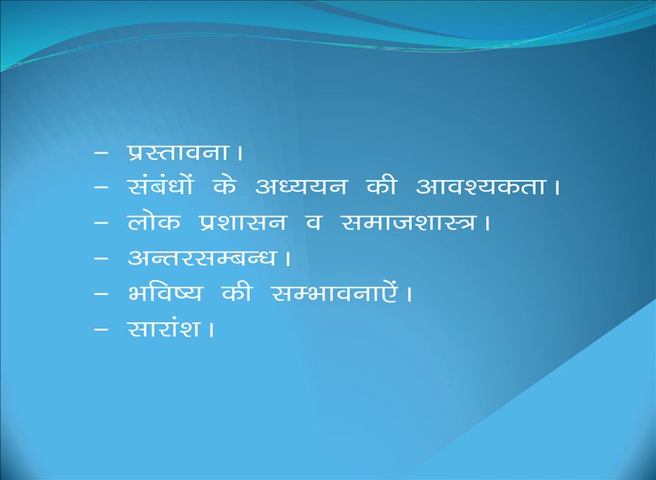 – प्रस्तावना।
– संबंधों के अध्ययन की आवश्यकता।
– लोक प्रशासन व समाजशास्त्र।
– अन्तरसम्बन्ध।
– भविष्य की सम्भावनाऐं।
– सारांश।